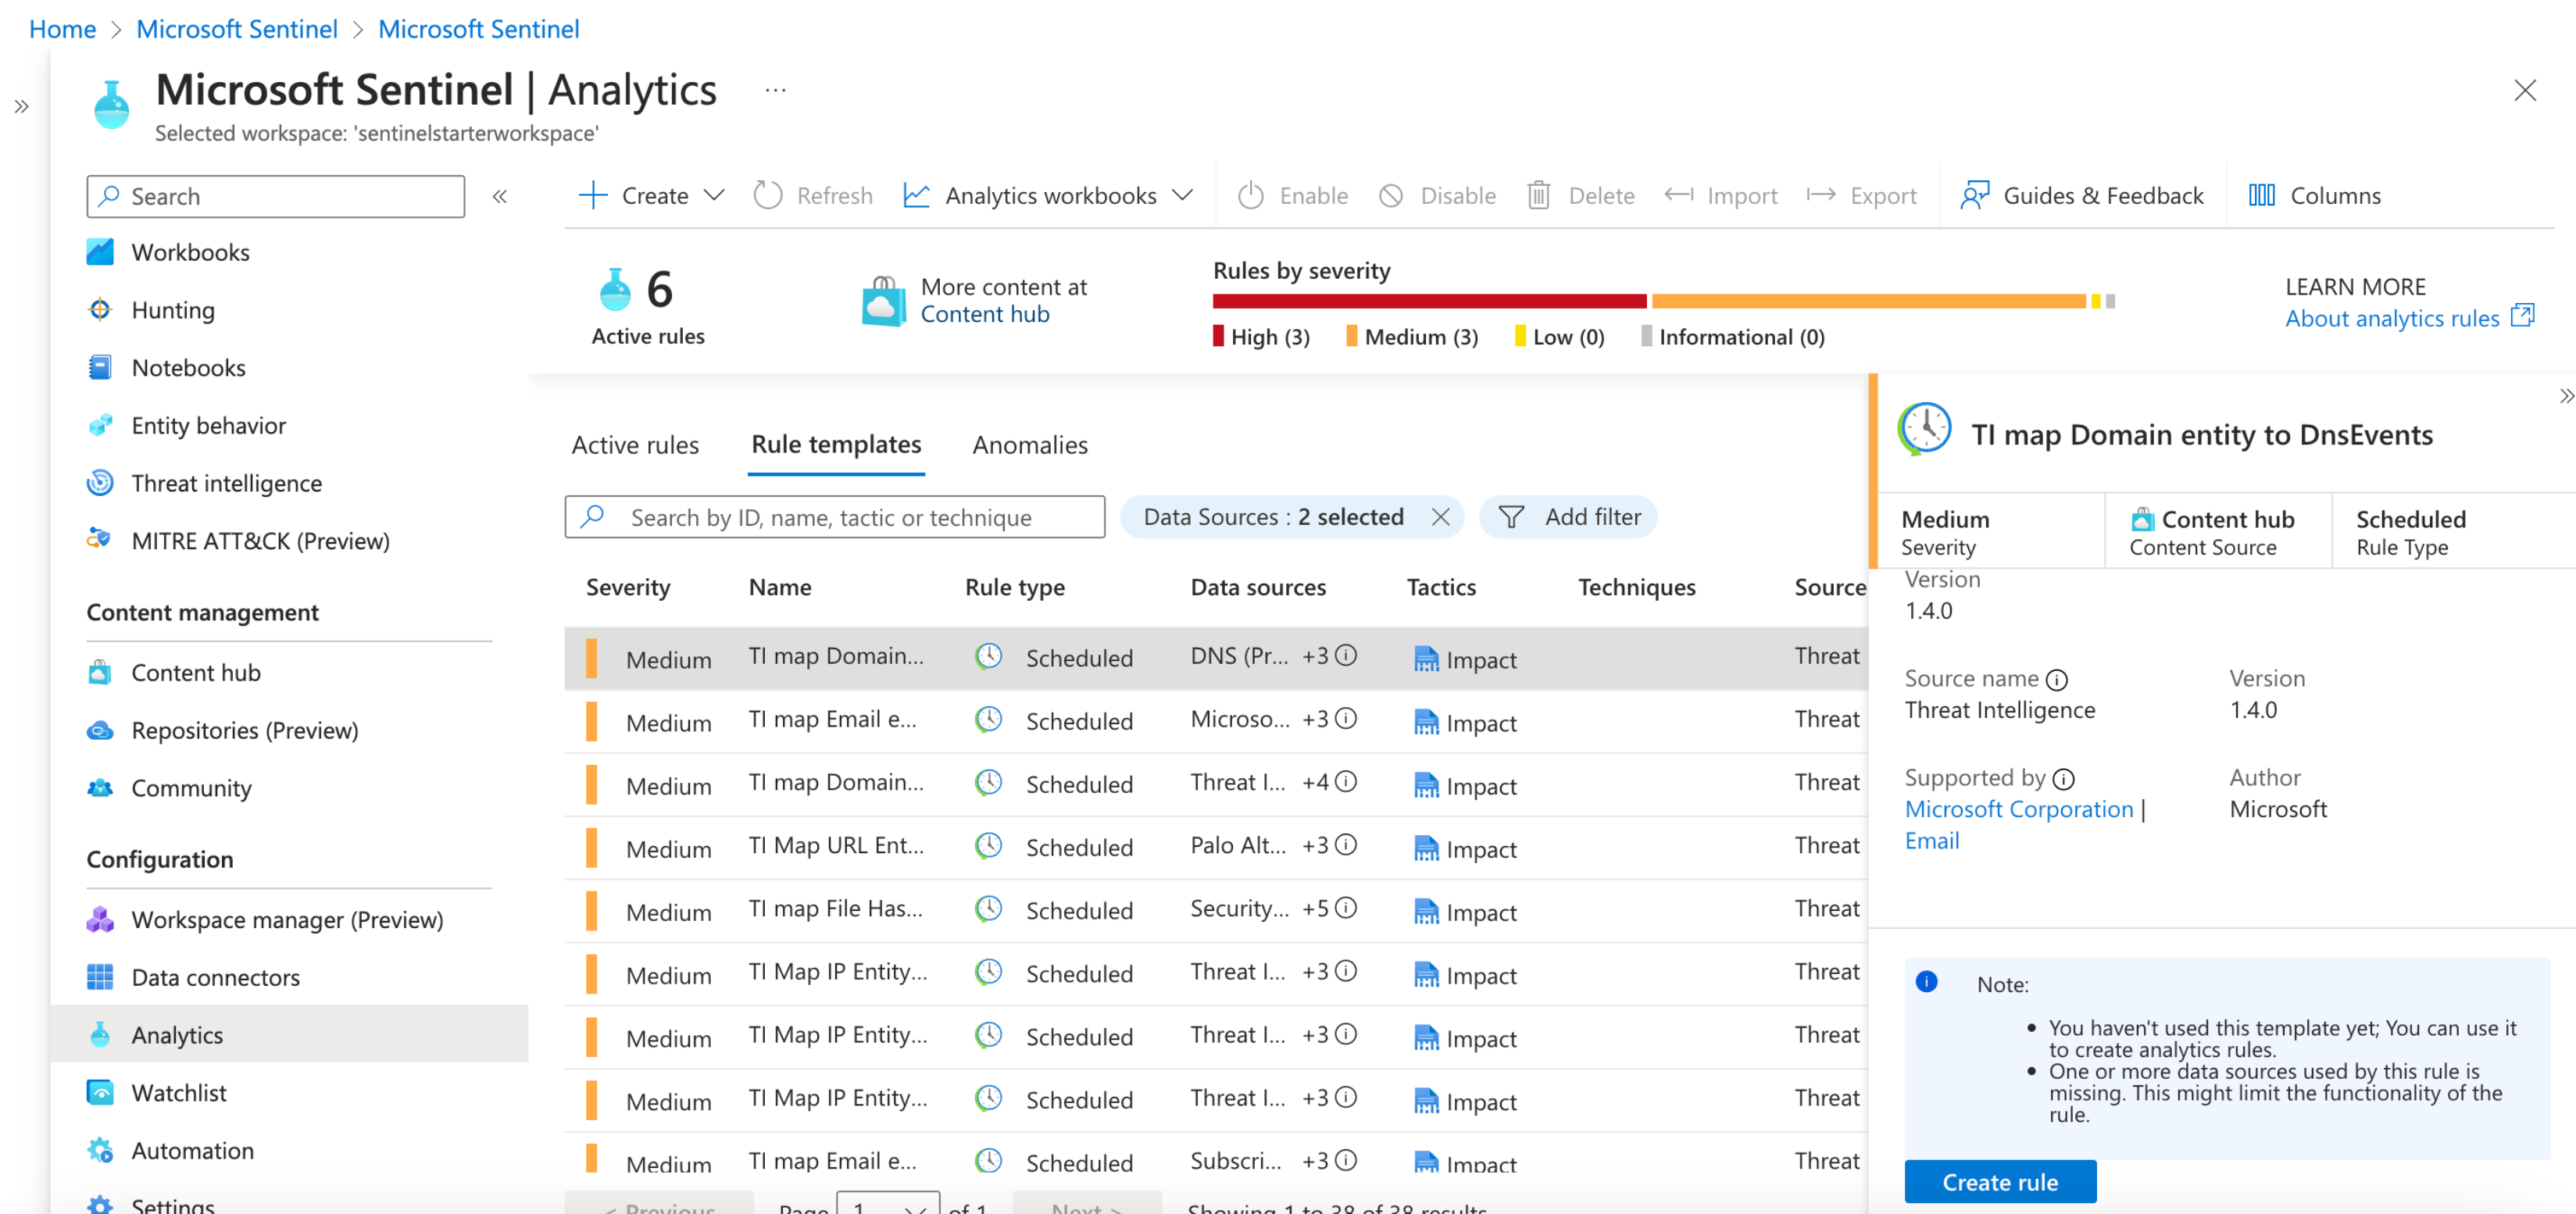 Home > Microsoft Sentinel > Microsoft Sentinel
Microsoft Sentinel | Analytics ...
Selected workspace: 'sentinelstarterworkspace'
Search
Workbooks
Hunting
Notebooks
Entity behavior
Threat intelligence
MITRE ATT&CK (Preview)
Content management
Content hub
Repositories (Preview)
Community
Configuration
Workspace manager (Preview)
Data connectors
Analytics
Watchlist
Automation
Settings
Create Refresh Analytics workbooks Enable Disable Delete Import Export Guides & Feedback Columns
6
Active rules
More content at
Content hub
Rules by severity
High (3) Medium (3) Low (0) Informational (0)
LEARN MORE
About analytics rules
Active rules Rule templates Anomalies
Search by ID, name, tactic or technique Data Sources : 2 selected Add filter
Severity Name Rule type Data sources Tactics Techniques Source
Medium TI map Domain... Scheduled DNS (Pr... +3 Impact Threat
Medium TI map Email e... Scheduled Microso... +3 Impact Threat
Medium TI map Domain... Scheduled Threat I... +4 Impact Threat
Medium TI Map URL Ent... Scheduled Palo Alt... +3 Impact Threat
Medium TI map File Has... Scheduled Security... +5 Impact Threat
Medium TI Map IP Entity... Scheduled Threat I... +3 Impact Threat
Medium TI Map IP Entity... Scheduled Threat I... +3 Impact Threat
Medium TI Map IP Entity... Scheduled Threat I... +3 Impact Threat
Medium TI map Email e... Scheduled Subscri... +3 Impact Threat
< Previous Page 1 of 1 Next > Showing 1 to 38 of 38 results
TI map Domain entity to DnsEvents
Medium Content hub Scheduled
Severity Content Source Rule Type
Version
1.4.0
Source name Version
Threat Intelligence 1.4.0
Supported by Author
Microsoft Corporation | Microsoft
Email
Note:
• You haven't used this template yet; You can use it
to create analytics rules.
• One or more data sources used by this rule is
missing. This might limit the functionality of the
rule.
Create rule